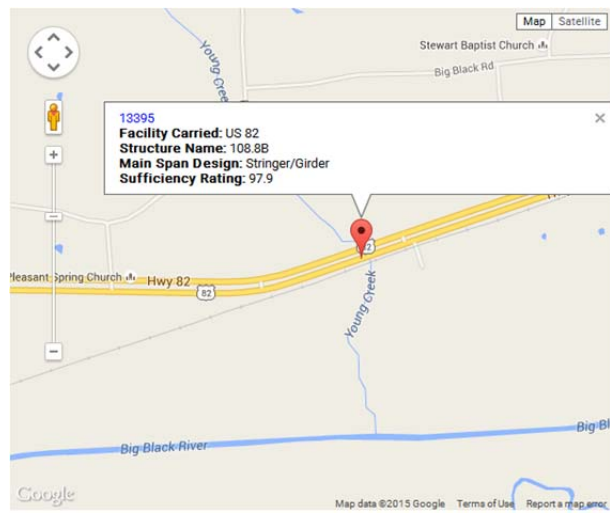 Map Satellite
Stewart Baptist Church
Big Black Rd
Young Creek
13395
Facility Carried: US 82
Structure Name: 108.8B
Main Span Design: Stringer/Girder
Sufficiency Rating: 97.9
82
Pleasant Spring Church
Hwy 82
82
Young Creek
Big Bl
Big Black River
Google
Map data ©2015 Google Terms of Use Report a map error